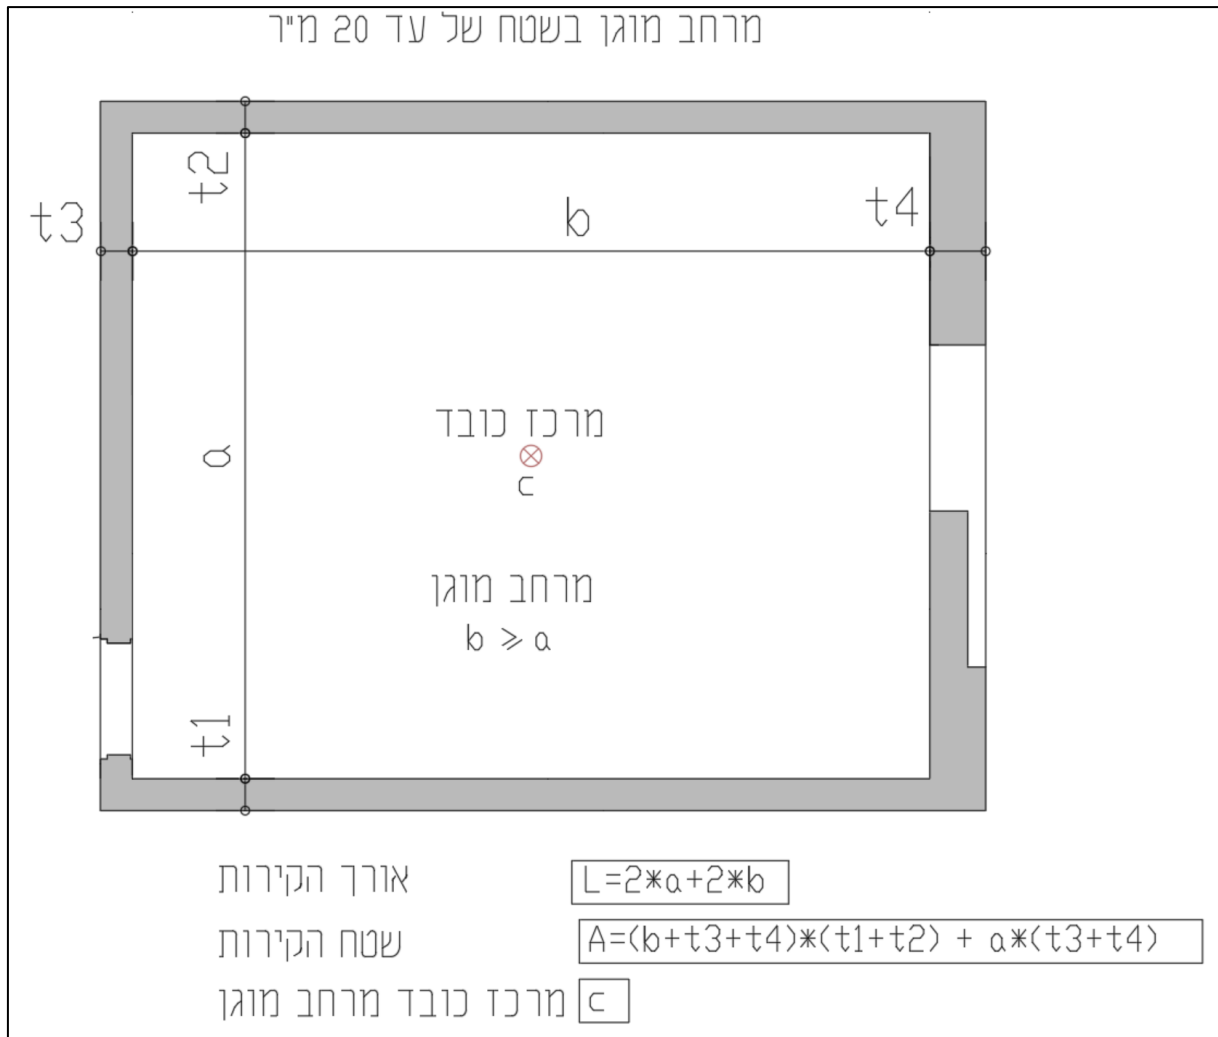 מרחב מוגן בשטח של עד 20 מ"ר
t2
t3
b
t4
a
מרכז כובד
c
מרחב מוגן
b ⩾ a
t1
אורך הקירות L=2*a+2*b
שטח הקירות A=(b+t3+t4)*(t1+t2) + a*(t3+t4)
מרכז כובד מרחב מוגן c